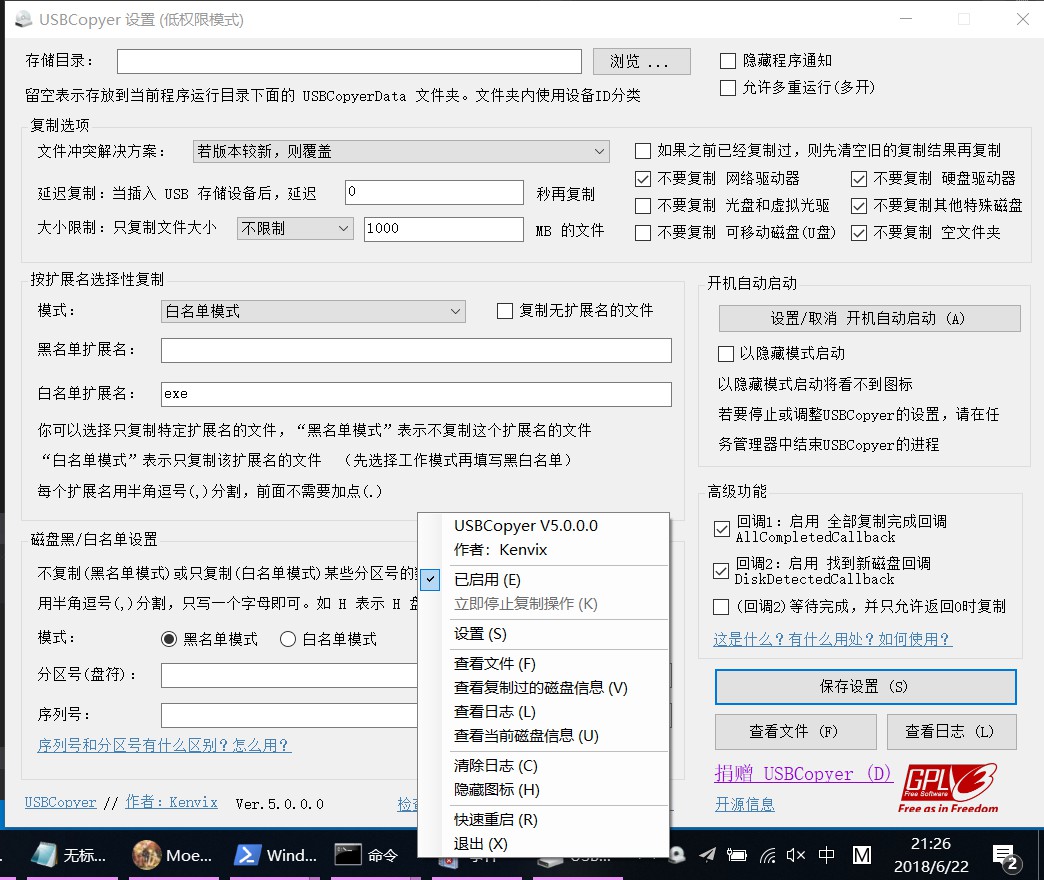 USBCopyer 设置 (低权限模式)
存储目录：
浏览 ...
隐藏程序通知
允许多重运行(多开)
留空表示存放到当前程序运行目录下面的 USBCopyerData 文件夹。文件夹内使用设备ID分类
复制选项
文件冲突解决方案：
若版本较新，则覆盖
如果之前已经复制过，则先清空旧的复制结果再复制
延迟复制：当插入 USB 存储设备后，延迟
0
秒再复制
不要复制 网络驱动器
不要复制 硬盘驱动器
不要复制 光盘和虚拟光驱
不要复制其他特殊磁盘
大小限制：只复制文件大小
不限制
1000
MB 的文件
不要复制 可移动磁盘(U盘)
不要复制 空文件夹
按扩展名选择性复制
模式：
白名单模式
复制无扩展名的文件
黑名单扩展名：
白名单扩展名：
exe
你可以选择只复制特定扩展名的文件，“黑名单模式”表示不复制这个扩展名的文件
“白名单模式”表示只复制该扩展名的文件 （先选择工作模式再填写黑白名单）
每个扩展名用半角逗号(,)分割，前面不需要加点(.)
开机自动启动
设置/取消 开机自动启动 (A)
以隐藏模式启动
以隐藏模式启动将看不到图标
若要停止或调整USBCopyer的设置，请在任
务管理器中结束USBCopyer的进程
磁盘黑/白名单设置
不复制(黑名单模式)或只复制(白名单模式)某些分区号的
用半角逗号(,)分割，只写一个字母即可。如 H 表示 H
模式：
黑名单模式
白名单模式
分区号(盘符)：
序列号：
序列号和分区号有什么区别？怎么用？
高级功能
回调1：启用 全部复制完成回调
AllCompletedCallback
回调2：启用 找到新磁盘回调
DiskDetectedCallback
(回调2)等待完成，并只允许返回0时复制
这是什么？有什么用处？如何使用？
保存设置 (S)
查看文件 (F)
查看日志 (L)
捐赠 USBCopyer (D)
开源信息
GPLv3
Free Software
Free as in Freedom
USBCopyer // 作者：Kenvix
Ver.5.0.0.0
USBCopyer V5.0.0.0
作者：Kenvix
已启用 (E)
立即停止复制操作 (K)
设置 (S)
查看文件 (F)
查看复制过的磁盘信息 (V)
查看日志 (L)
查看当前磁盘信息 (U)
清除日志 (C)
隐藏图标 (H)
快速重启 (R)
退出 (X)
无标...
Moe...
Wind...
命令
中
M
21:26
2018/6/22
2